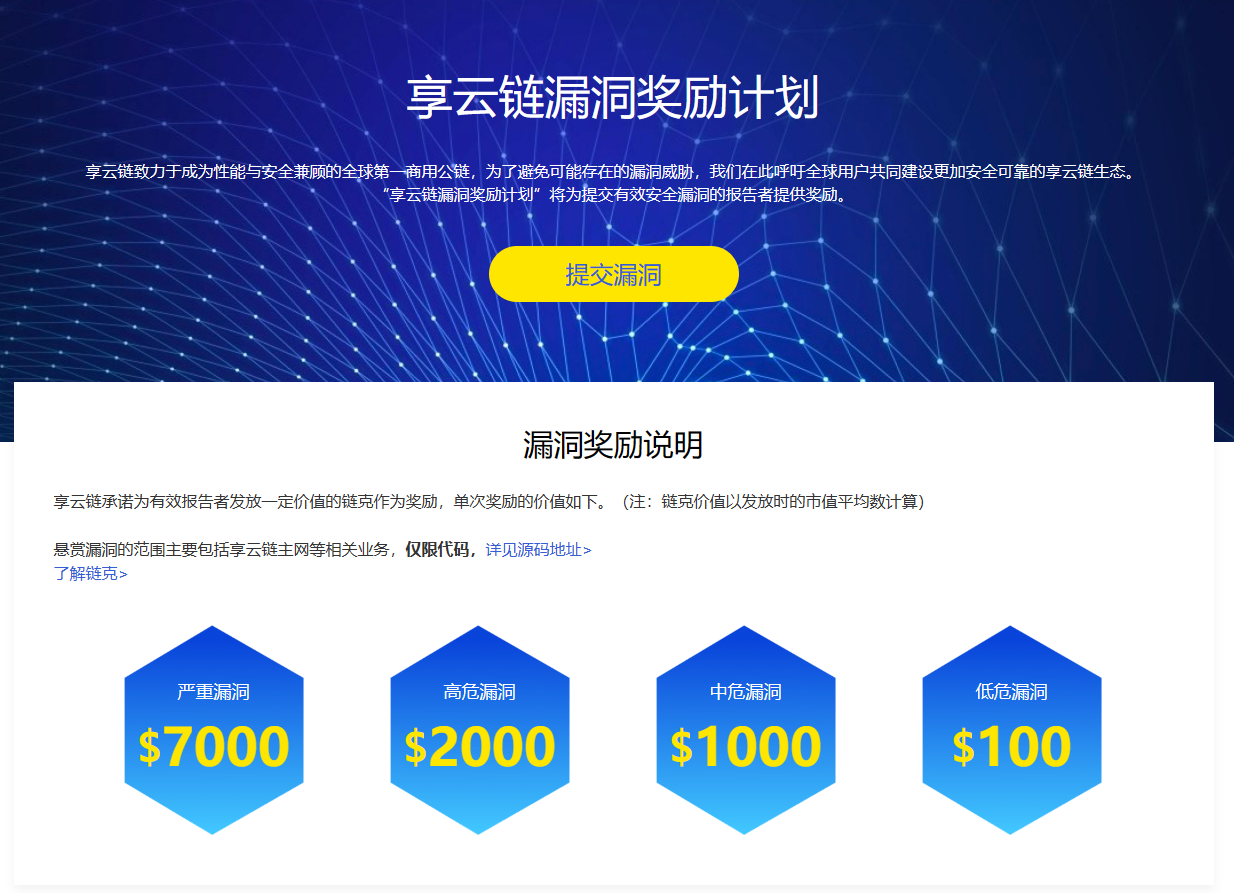 享云链漏洞奖励计划
享云链致力于成为性能与安全兼顾的全球第一商用公链，为了避免可能存在的漏洞威胁，我们在此呼吁全球用户共同建设更加安全可靠的享云链生态。
“享云链漏洞奖励计划”将为提交有效安全漏洞的报告者提供奖励。
提交漏洞
漏洞奖励说明
享云链承诺为有效报告者发放一定价值的链克作为奖励，单次奖励的价值如下。（注：链克价值以发放时的市值平均数计算）
悬赏漏洞的范围主要包括享云链主网等相关业务，仅限代码，详见源码地址>
了解链克>
严重漏洞
$7000
高危漏洞
$2000
中危漏洞
$1000
低危漏洞
$100